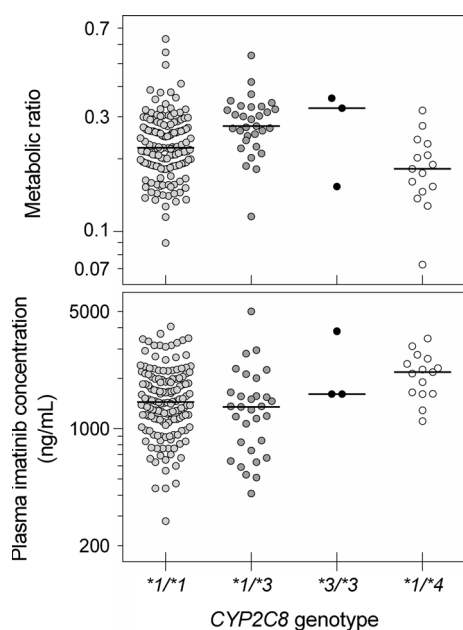 0.7
Metabolic ratio
0.3
0.1
0.07
5000
Plasma imatinib concentration
(ng/mL)
1000
200
*1/*1 *1/*3 *3/*3 *1/*4
CYP2C8 genotype